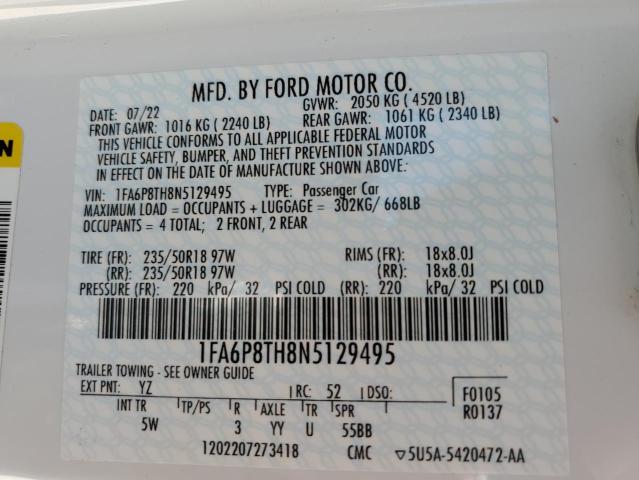 MFD. BY FORD MOTOR CO.
DATE: 07/22 GVWR: 2050 KG ( 4520 LB)
FRONT GAWR: 1016 KG ( 2240 LB) REAR GAWR: 1061 KG ( 2340 LB)
THIS VEHICLE CONFORMS TO ALL APPLICABLE FEDERAL MOTOR
VEHICLE SAFETY, BUMPER, AND THEFT PREVENTION STANDARDS
IN EFFECT ON THE DATE OF MANUFACTURE SHOWN ABOVE.
VIN: 1FA6P8TH8N5129495 TYPE: Passenger Car
MAXIMUM LOAD = OCCUPANTS + LUGGAGE = 302KG/ 668LB
OCCUPANTS = 4 TOTAL; 2 FRONT, 2 REAR
TIRE (FR): 235/50R18 97W RIMS (FR): 18x8.0J
(RR): 235/50R18 97W (RR): 18x8.0J
PRESSURE (FR): 220 kPa/ 32 PSI COLD (RR): 220 kPa/ 32 PSI COLD
1FA6P8TH8N5129495
TRAILER TOWING - SEE OWNER GUIDE
EXT PNT: YZ RC: 52 DSO: F0105
INT TR TP/PS R AXLE TR SPR R0137
5W 3 YY U 55BB
1202207273418 CMC 5U5A-5420472-AA